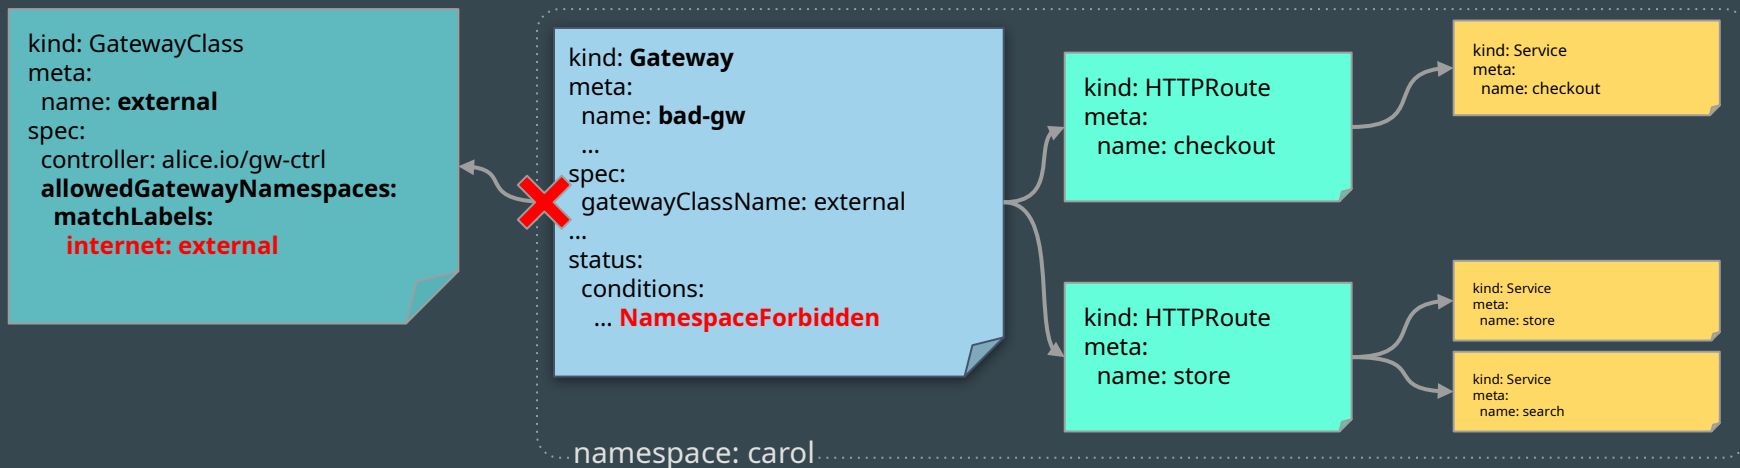 kind: GatewayClass
meta:
name: external
spec:
controller: alice.io/gw-ctrl
allowedGatewayNamespaces:
matchLabels:
internet: external
kind: Gateway
meta:
name: bad-gw
...
spec:
gatewayClassName: external
...
status:
conditions:
... NamespaceForbidden
kind: HTTPRoute
meta:
name: checkout
kind: HTTPRoute
meta:
name: store
kind: Service
meta:
name: checkout
kind: Service
meta:
name: store
kind: Service
meta:
name: search
namespace: carol